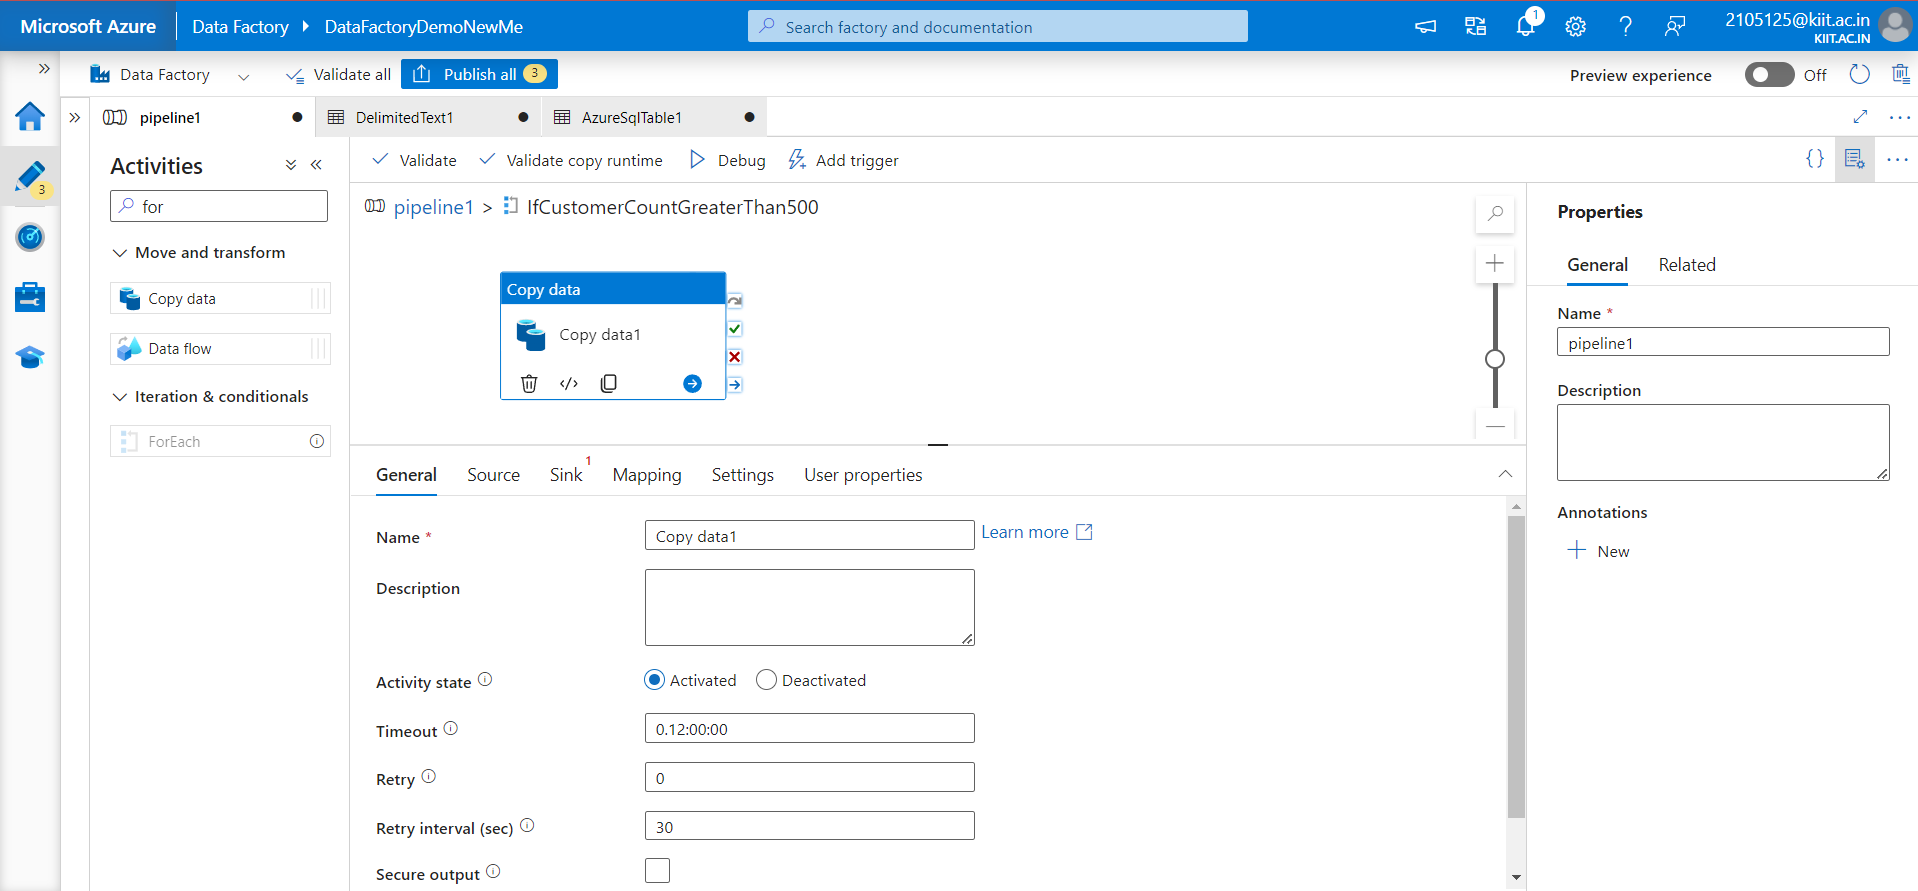 Microsoft Azure
Data Factory
DataFactoryDemoNewMe
Search factory and documentation
1
2105125@kiit.ac.in
KIIT.AC.IN
Data Factory
Validate all
Publish all
3
Preview experience
Off
pipeline1
DelimitedText1
AzureSqlTable1
3
Activities
for
Move and transform
Copy data
Data flow
Iteration & conditionals
ForEach
Validate
Validate copy runtime
Debug
Add trigger
pipeline1 > IfCustomerCountGreaterThan500
Copy data
Copy data1
General
Source
Sink
1
Mapping
Settings
User properties
Name *
Copy data1
Learn more
Description
Activity state
Activated
Deactivated
Timeout
0.12:00:00
Retry
0
Retry interval (sec)
30
Secure output
Properties
General
Related
Name *
pipeline1
Description
Annotations
New